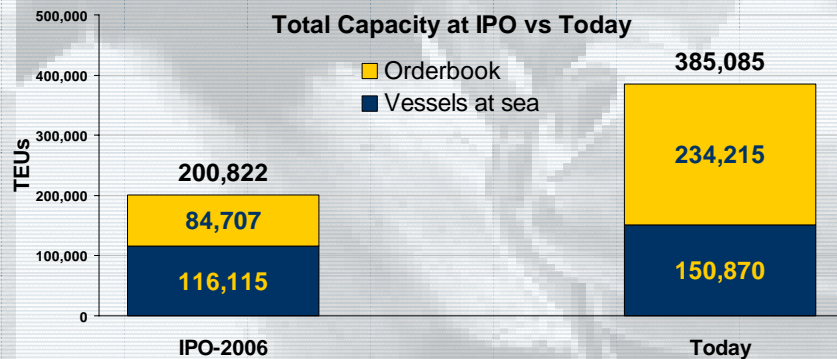 Total Capacity at IPO vs Today
500,000
400,000
300,000
200,000
100,000
0
TEUs
Orderbook
Vessels at sea
200,822
84,707
116,115
385,085
234,215
150,870
IPO-2006
Today